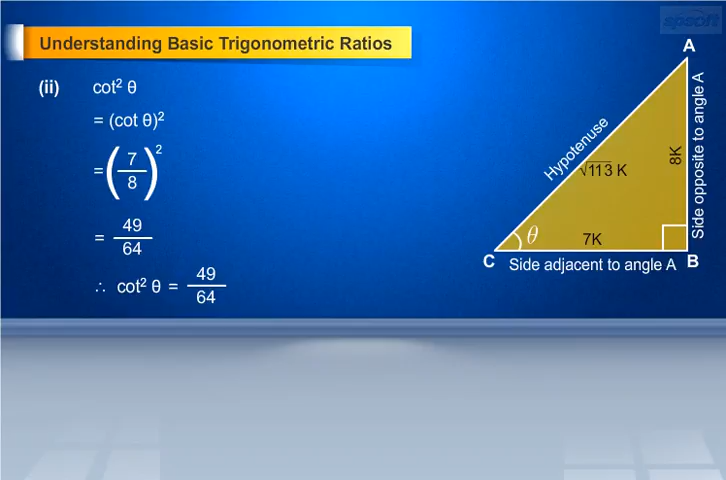 spsoft
Understanding Basic Trigonometric Ratios
(ii) cot² θ
= (cot θ)²
= (7/8)²
= 49/64
∴ cot² θ = 49/64
A
Hypotenuse
√113 K
8K
Side opposite to angle A
θ
7K
C
B
Side adjacent to angle A